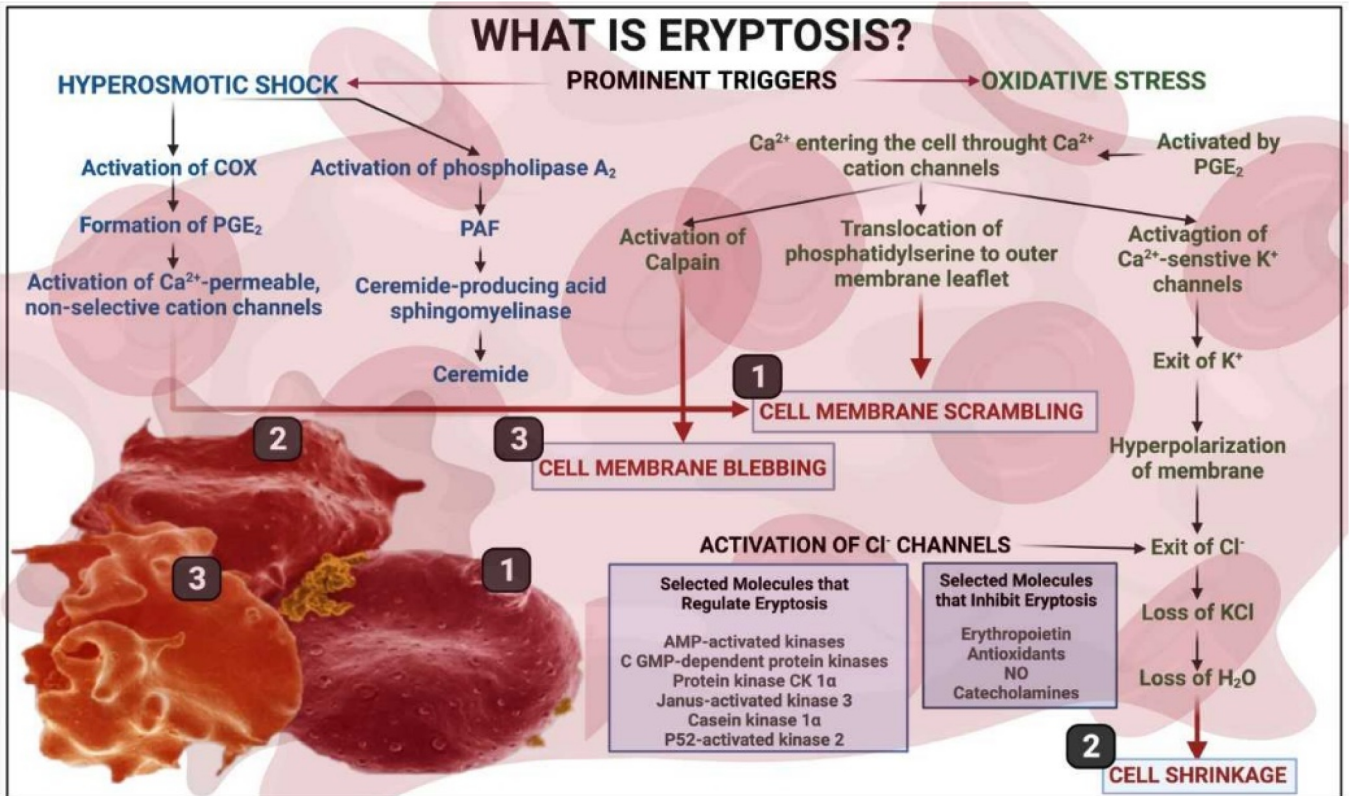 WHAT IS ERYPTOSIS?
HYPEROSMOTIC SHOCK
PROMINENT TRIGGERS
OXIDATIVE STRESS
Activation of COX
Formation of PGE₂
Activation of Ca²⁺-permeable,
non-selective cation channels
Activation of phospholipase A₂
PAF
Ceremide-producing acid
sphingomyelinase
Ceremide
Ca²⁺ entering the cell throught Ca²⁺
cation channels
Activated by
PGE₂
Activation of
Calpain
Translocation of
phosphatidylserine to outer
membrane leaflet
Activagtion of
Ca²⁺-senstive K⁺
channels
Exit of K⁺
Hyperpolarization
of membrane
1
CELL MEMBRANE SCRAMBLING
3
CELL MEMBRANE BLEBBING
2
3
1
ACTIVATION OF Cl⁻ CHANNELS
Exit of Cl⁻
Selected Molecules that
Regulate Eryptosis
AMP-activated kinases
C GMP-dependent protein kinases
Protein kinase CK 1α
Janus-activated kinase 3
Casein kinase 1α
P52-activated kinase 2
Selected Molecules
that Inhibit Eryptosis
Erythropoietin
Antioxidants
NO
Catecholamines
Loss of KCl
Loss of H₂O
2
CELL SHRINKAGE